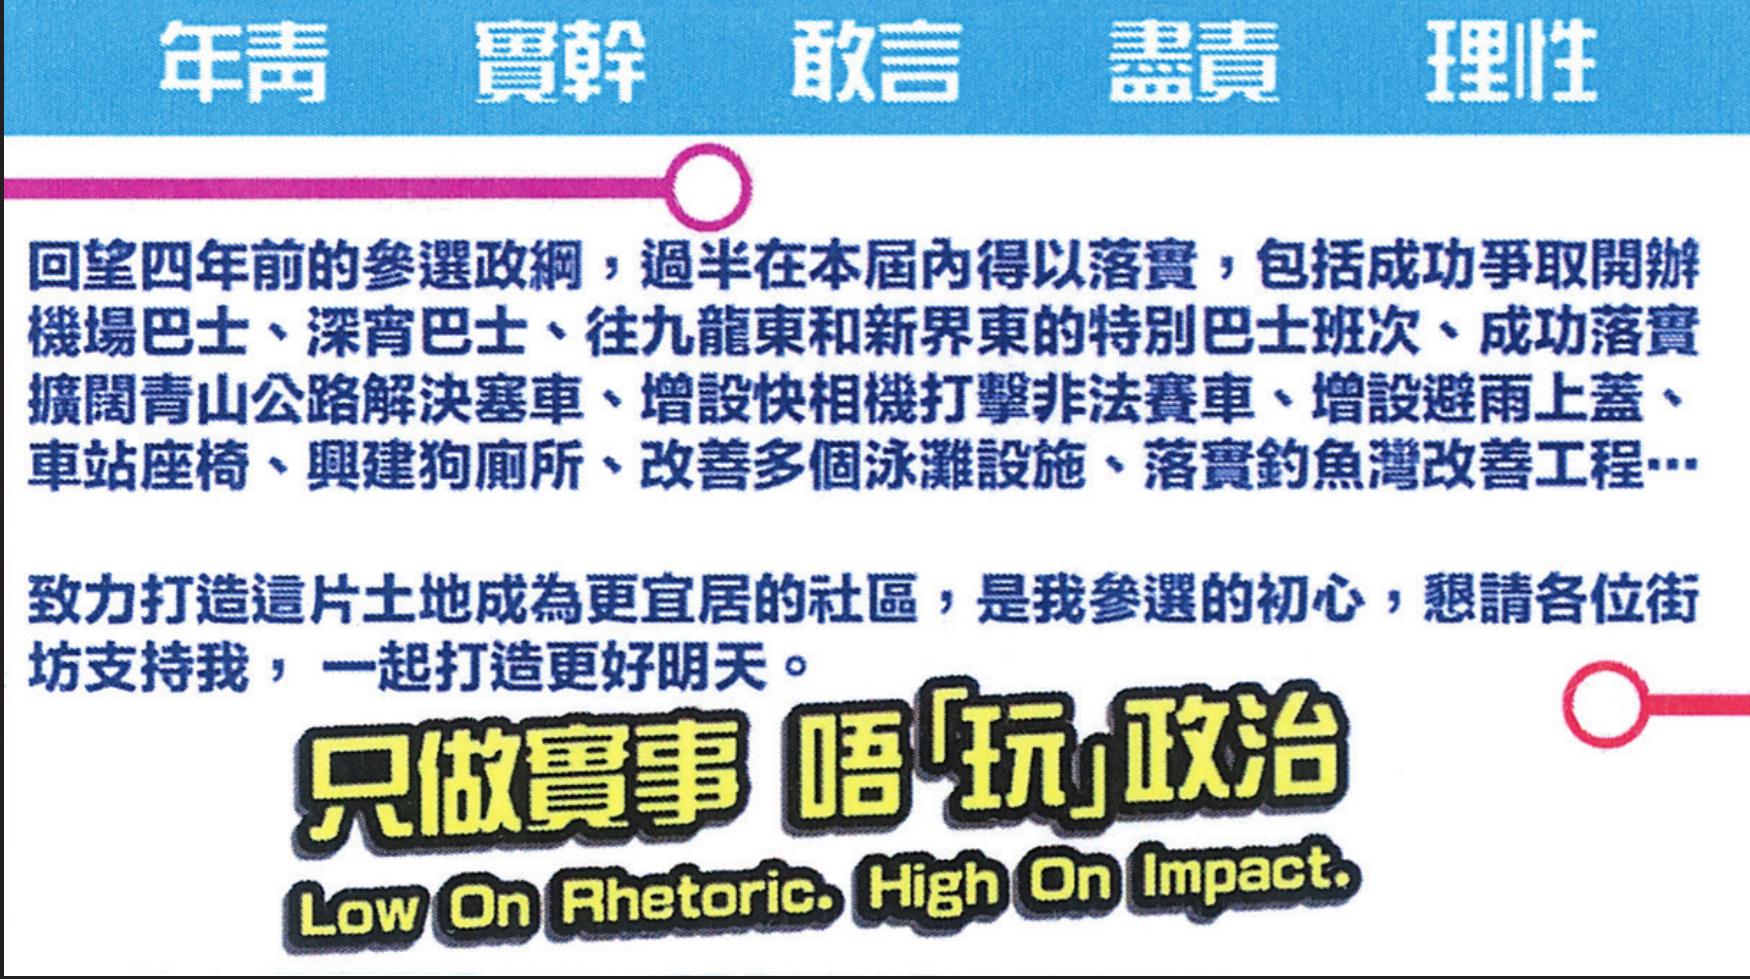 年青 實幹 敢言 盡責 理性
回望四年前的參選政綱，過半在本屆內得以落實，包括成功爭取開辦
機場巴士、深宵巴士、往九龍東和新界東的特別巴士班次、成功落實
擴闊青山公路解決塞車、增設快相機打擊非法賽車、增設避雨上蓋、
車站座椅、興建狗廁所、改善多個泳灘設施、落實釣魚灣改善工程…
致力打造這片土地成為更宜居的社區，是我參選的初心，懇請各位街
坊支持我， 一起打造更好明天。
只做實事 唔「玩」政治
Low On Rhetoric. High On Impact.